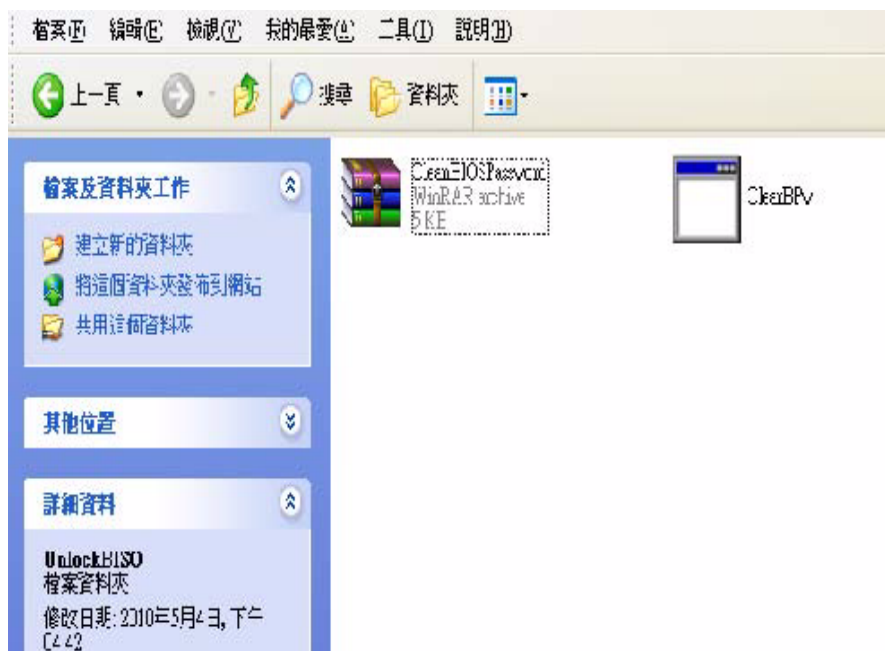 檔案(F) 編輯(E) 檢視(V) 我的最愛(A) 工具(T) 說明(H)
上一頁 搜尋 資料夾
檔案及資料夾工作
建立新的資料夾
將這個資料夾發佈到網站
共用這個資料夾
其他位置
詳細資料
UnlockBISO
檔案資料夾
修改日期: 2010年5月4日, 下午
CleanBIOSPassword
WinRAR archive
5 KB